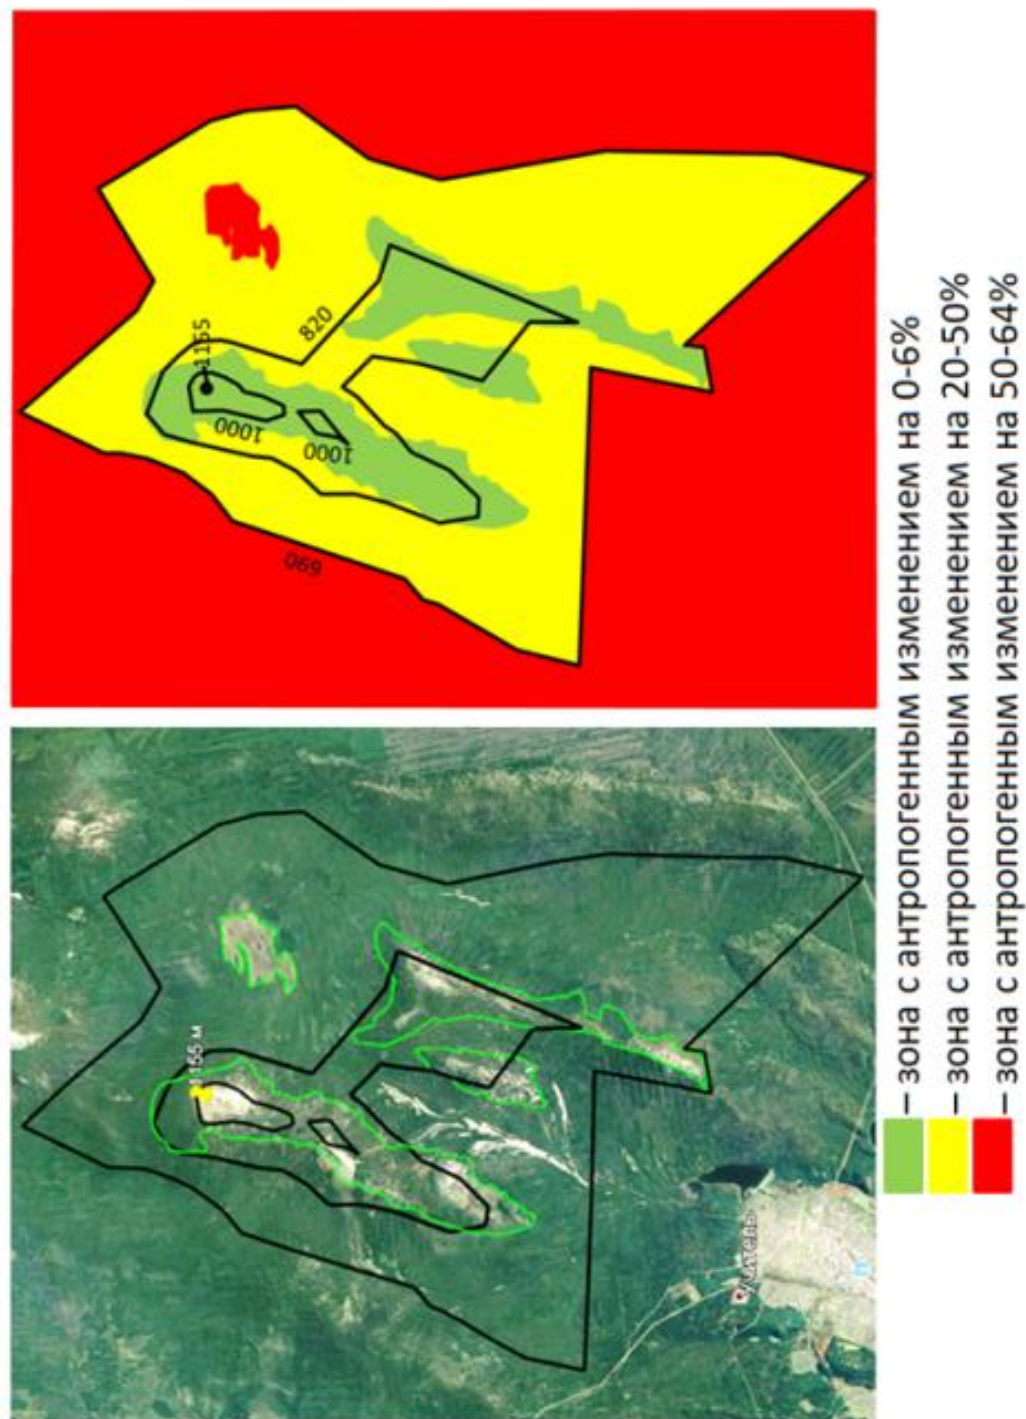 1155
820
1000
1000
690
1155 м
– зона с антропогенным изменением на 0-6%
– зона с антропогенным изменением на 20-50%
– зона с антропогенным изменением на 50-64%